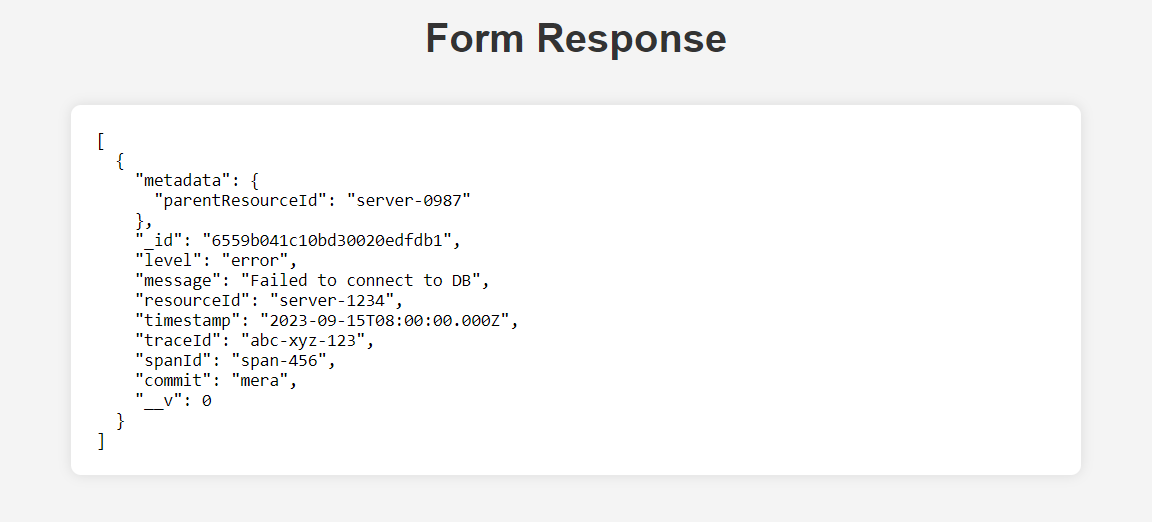 Form Response
[
  {
    "metadata": {
      "parentResourceId": "server-0987"
    },
    "_id": "6559b041c10bd30020edfdb1",
    "level": "error",
    "message": "Failed to connect to DB",
    "resourceId": "server-1234",
    "timestamp": "2023-09-15T08:00:00.000Z",
    "traceId": "abc-xyz-123",
    "spanId": "span-456",
    "commit": "mera",
    "__v": 0
  }
]